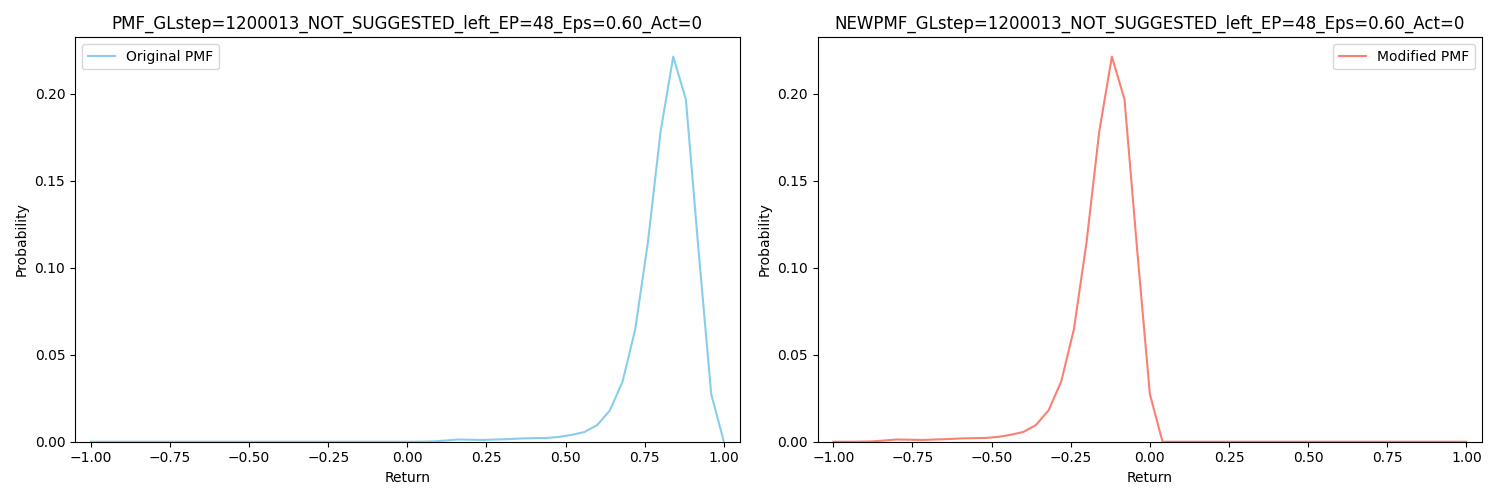 PMF_GLstep=1200013_NOT_SUGGESTED_left_EP=48_Eps=0.60_Act=0
Original PMF
Probability
0.20
0.15
0.10
0.05
0.00
−1.00 −0.75 −0.50 −0.25 0.00 0.25 0.50 0.75 1.00
Return
NEWPMF_GLstep=1200013_NOT_SUGGESTED_left_EP=48_Eps=0.60_Act=0
Modified PMF
Probability
0.20
0.15
0.10
0.05
0.00
−1.00 −0.75 −0.50 −0.25 0.00 0.25 0.50 0.75 1.00
Return